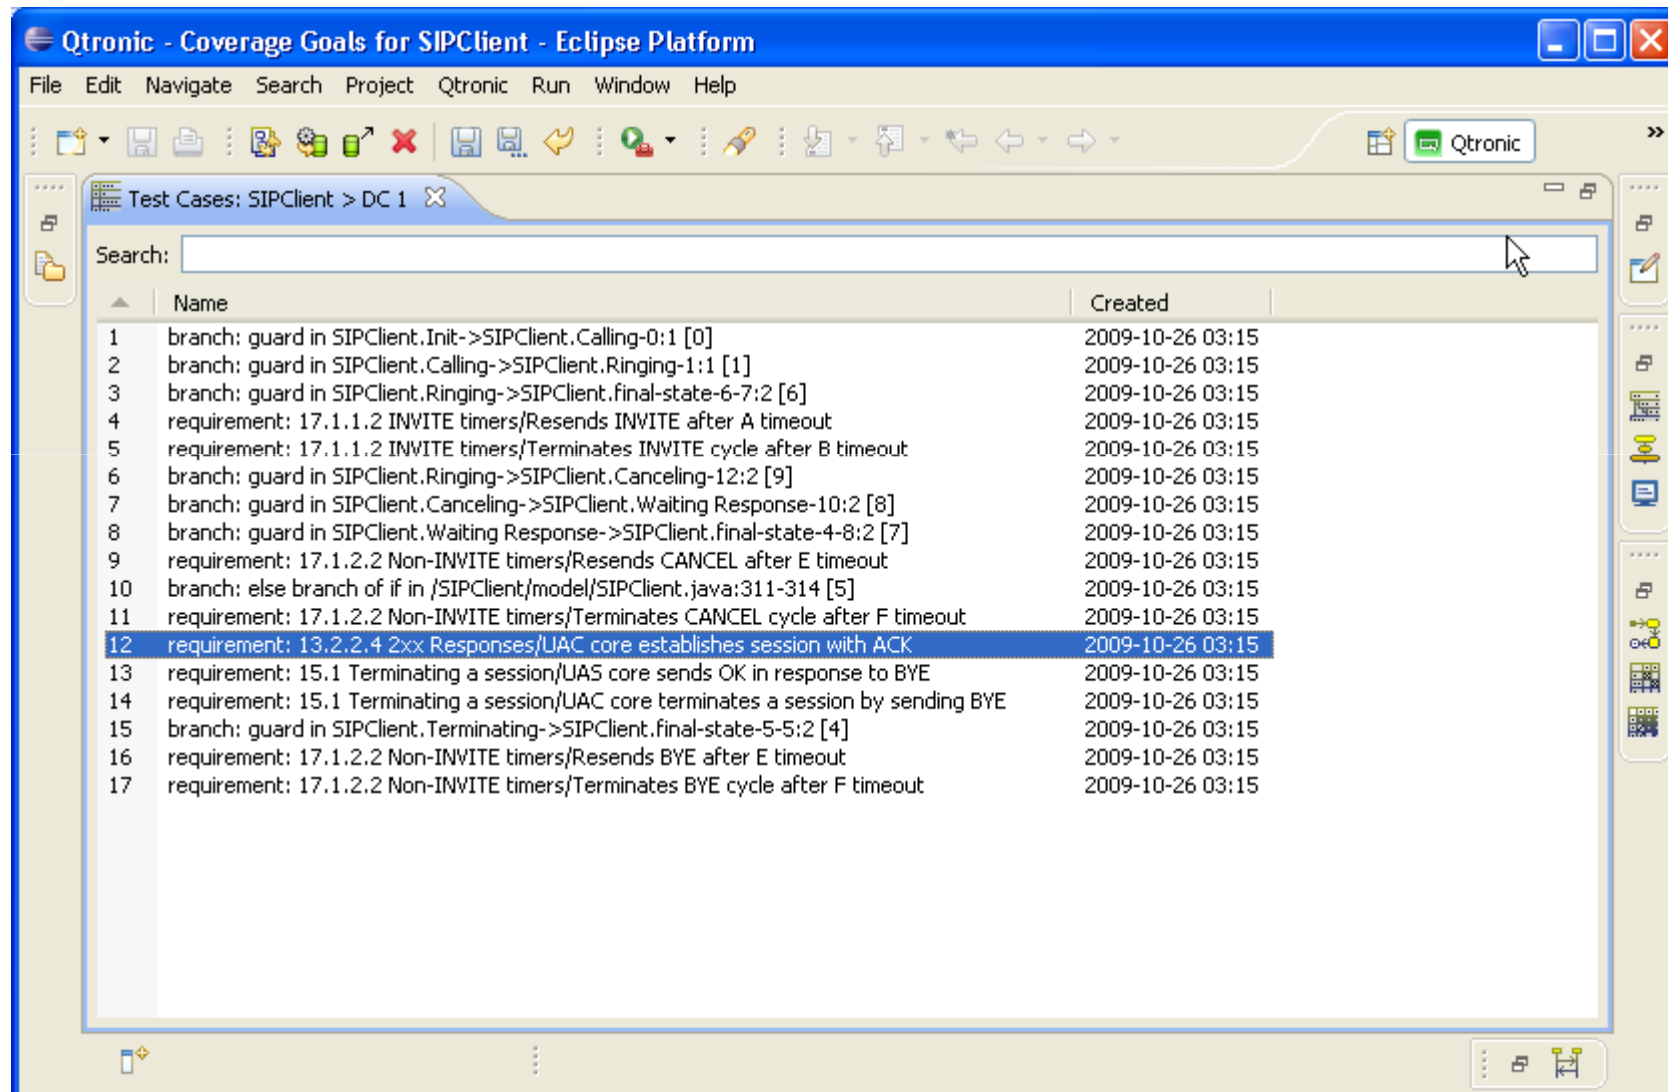 Qtronic - Coverage Goals for SIPClient - Eclipse Platform
File Edit Navigate Search Project Qtronic Run Window Help
Qtronic
Test Cases: SIPClient > DC 1
Search:
Name Created
1 branch: guard in SIPClient.Init->SIPClient.Calling-0:1 [0] 2009-10-26 03:15
2 branch: guard in SIPClient.Calling->SIPClient.Ringing-1:1 [1] 2009-10-26 03:15
3 branch: guard in SIPClient.Ringing->SIPClient.final-state-6-7:2 [6] 2009-10-26 03:15
4 requirement: 17.1.1.2 INVITE timers/Resends INVITE after A timeout 2009-10-26 03:15
5 requirement: 17.1.1.2 INVITE timers/Terminates INVITE cycle after B timeout 2009-10-26 03:15
6 branch: guard in SIPClient.Ringing->SIPClient.Canceling-12:2 [9] 2009-10-26 03:15
7 branch: guard in SIPClient.Canceling->SIPClient.Waiting Response-10:2 [8] 2009-10-26 03:15
8 branch: guard in SIPClient.Waiting Response->SIPClient.final-state-4-8:2 [7] 2009-10-26 03:15
9 requirement: 17.1.2.2 Non-INVITE timers/Resends CANCEL after E timeout 2009-10-26 03:15
10 branch: else branch of if in /SIPClient/model/SIPClient.java:311-314 [5] 2009-10-26 03:15
11 requirement: 17.1.2.2 Non-INVITE timers/Terminates CANCEL cycle after F timeout 2009-10-26 03:15
12 requirement: 13.2.2.4 2xx Responses/UAC core establishes session with ACK 2009-10-26 03:15
13 requirement: 15.1 Terminating a session/UAS core sends OK in response to BYE 2009-10-26 03:15
14 requirement: 15.1 Terminating a session/UAC core terminates a session by sending BYE 2009-10-26 03:15
15 branch: guard in SIPClient.Terminating->SIPClient.final-state-5-5:2 [4] 2009-10-26 03:15
16 requirement: 17.1.2.2 Non-INVITE timers/Resends BYE after E timeout 2009-10-26 03:15
17 requirement: 17.1.2.2 Non-INVITE timers/Terminates BYE cycle after F timeout 2009-10-26 03:15